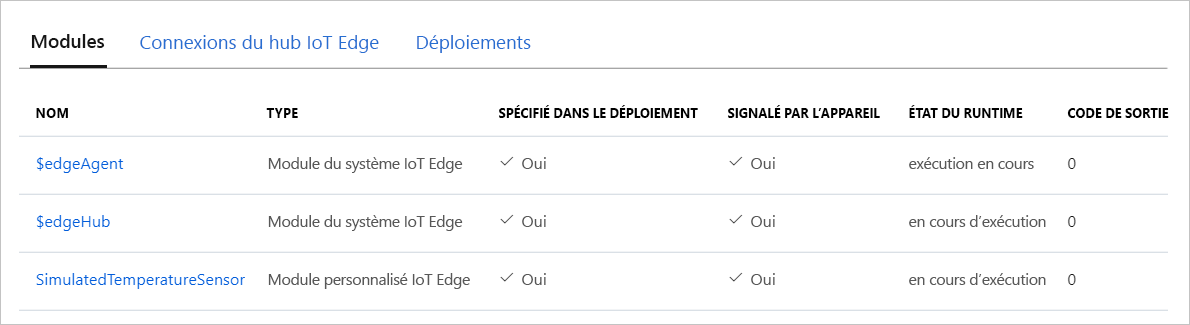 Modules Connexions du hub IoT Edge Déploiements
NOM TYPE SPÉCIFIÉ DANS LE DÉPLOIEMENT SIGNALÉ PAR L’APPAREIL ÉTAT DU RUNTIME CODE DE SORTIE
$edgeAgent Module du système IoT Edge Oui Oui exécution en cours 0
$edgeHub Module du système IoT Edge Oui Oui en cours d’exécution 0
SimulatedTemperatureSensor Module personnalisé IoT Edge Oui Oui en cours d’exécution 0